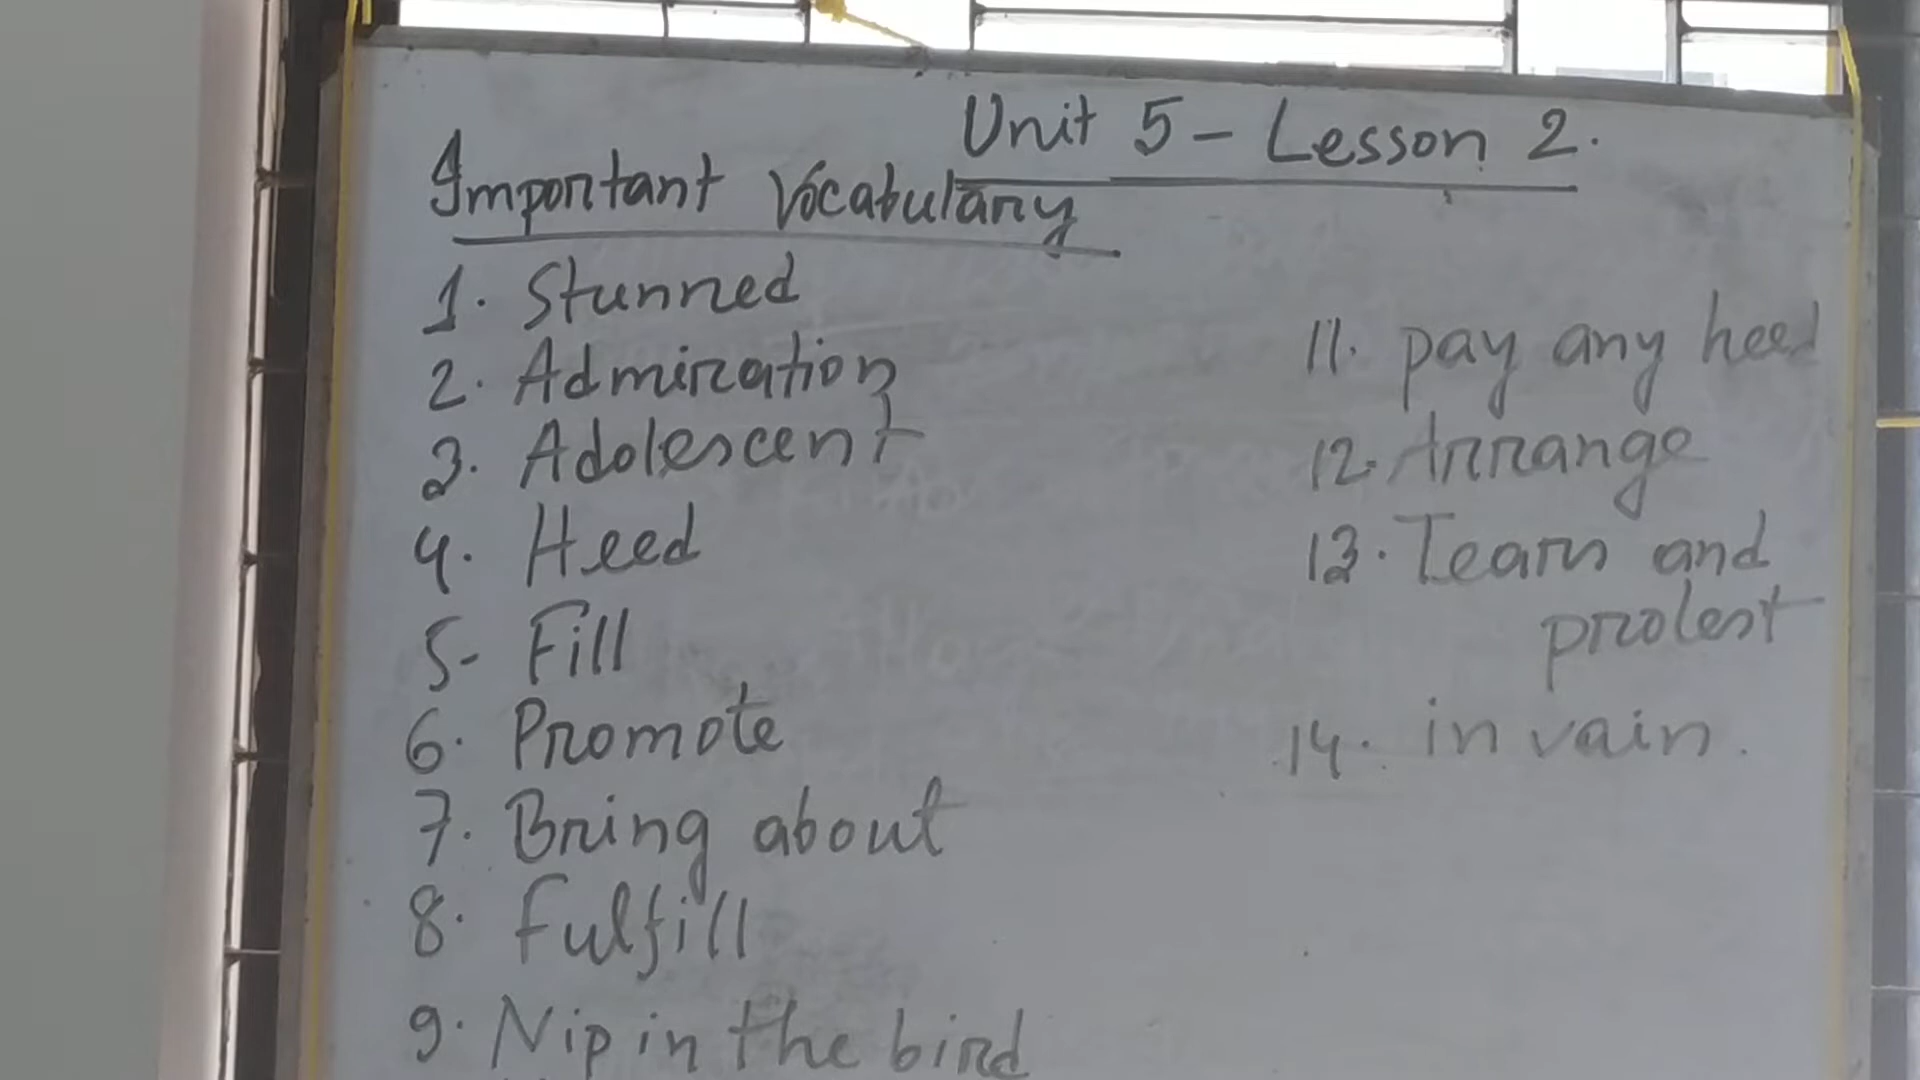 Unit 5 - Lesson 2.
Important Vocabulary
1. Stunned
2. Admiration
3. Adolescent
4. Heed
5- Fill
6. Promote
7. Bring about
8. Fulfill
9. Nip in the bird
11. pay any heed
12. Arrange
13. Tears and
protest
14. in vain.